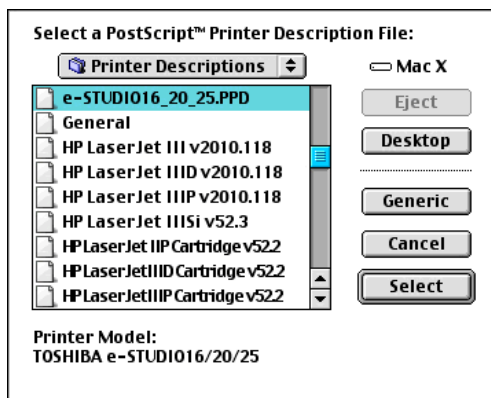 Select a PostScript™ Printer Description File:
Printer Descriptions
Mac X
e-STUDIO16_20_25.PPD
General
HP LaserJet III v2010.118
HP LaserJet IIID v2010.118
HP LaserJet IIIP v2010.118
HP LaserJet IIISi v52.3
HP LaserJet IIP Cartridge v52.2
HP LaserJet IIID Cartridge v52.2
HP LaserJet IIIP Cartridge v52.2
Eject
Desktop
Generic
Cancel
Select
Printer Model:
TOSHIBA e-STUDIO16/20/25